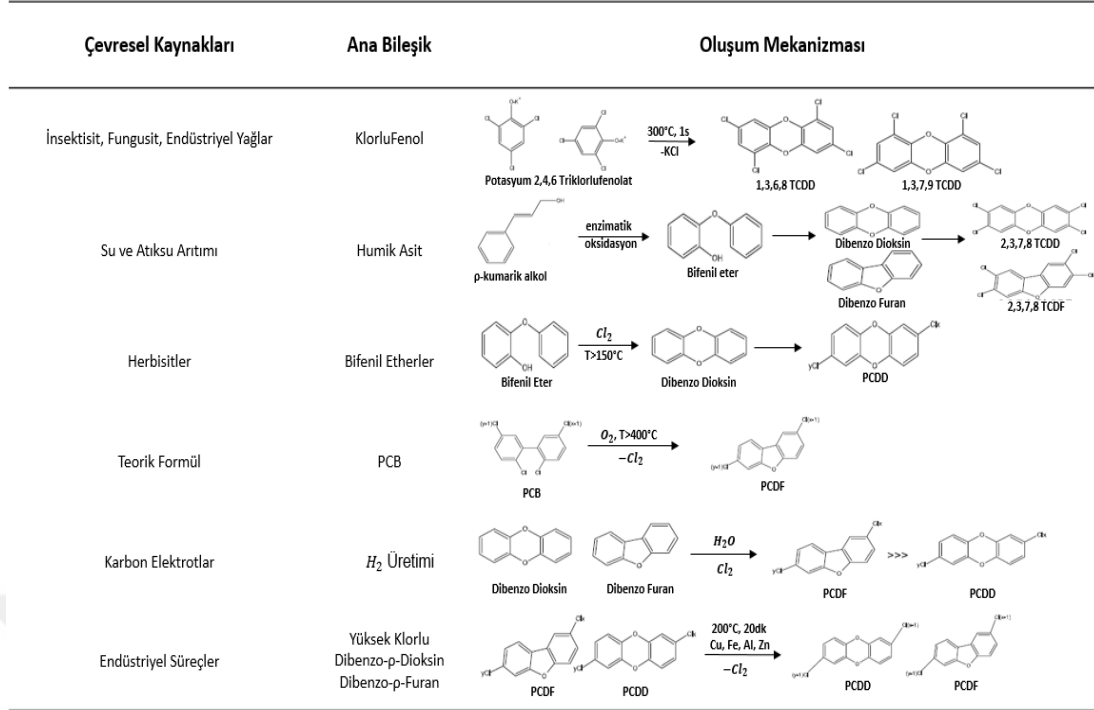 Çevresel Kaynakları Ana Bileşik Oluşum Mekanizması
İnsektisit, Fungusit, Endüstriyel Yağlar KlorluFenol
300°C, 1s
-KCl
Potasyum 2,4,6 Triklorlufenolat
1,3,6,8 TCDD 1,3,7,9 TCDD
Su ve Atıksu Arıtımı Humik Asit
ρ-kumarik alkol
enzimatik
oksidasyon
Bifenil eter
Dibenzo Dioksin
Dibenzo Furan
2,3,7,8 TCDD
2,3,7,8 TCDF
Herbisitler Bifenil Etherler
Bifenil Eter
Cl₂
T>150°C
Dibenzo Dioksin
PCDD
Teorik Formül PCB
PCB
O₂, T>400°C
−Cl₂
PCDF
Karbon Elektrotlar H₂ Üretimi
Dibenzo Dioksin Dibenzo Furan
H₂O
Cl₂
PCDF >>> PCDD
Endüstriyel Süreçler
Yüksek Klorlu
Dibenzo-ρ-Dioksin
Dibenzo-ρ-Furan
PCDF PCDD
200°C, 20dk
Cu, Fe, Al, Zn
−Cl₂
PCDD PCDF